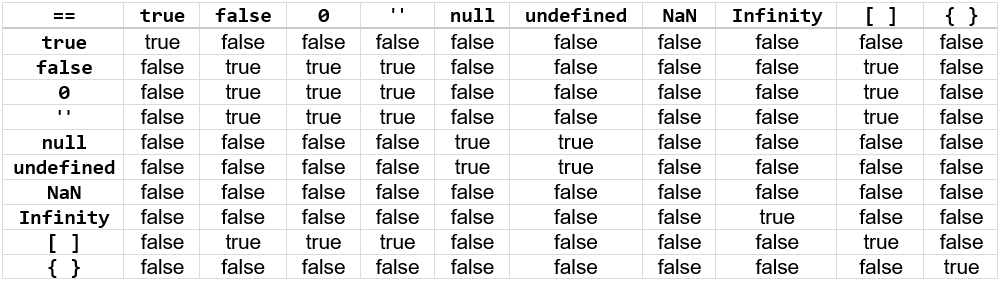 == true false 0 '' null undefined NaN Infinity [ ] { }
true true false false false false false false false false false
false false true true true false false false false true false
0 false true true true false false false false true false
'' false true true true false false false false true false
null false false false false true true false false false false
undefined false false false false true true false false false false
NaN false false false false false false false false false false
Infinity false false false false false false false true false false
[ ] false true true true false false false false true false
{ } false false false false false false false false false true